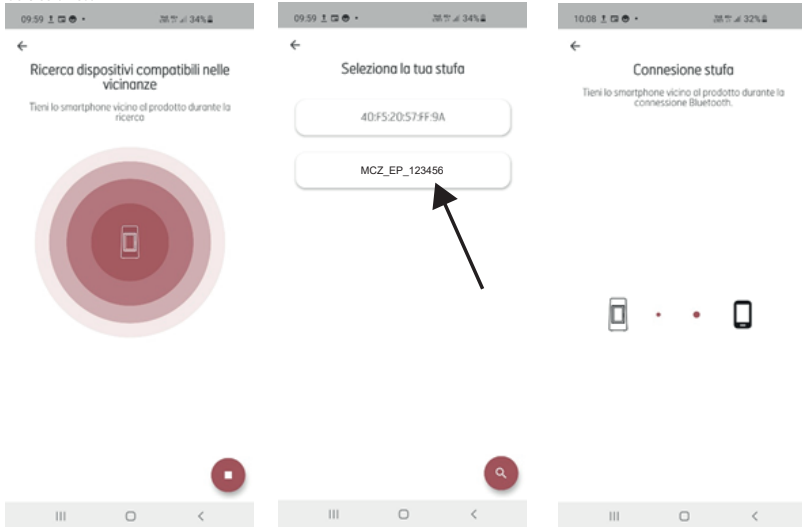 09:59 34%
Ricerca dispositivi compatibili nelle
vicinanze
Tieni lo smartphone vicino al prodotto durante la
ricerca
09:59 34%
Seleziona la tua stufa
40:F5:20:57:FF:9A
MCZ_EP_123456
10:08 32%
Connesione stufa
Tieni lo smartphone vicino al prodotto durante la
connessione Bluetooth.